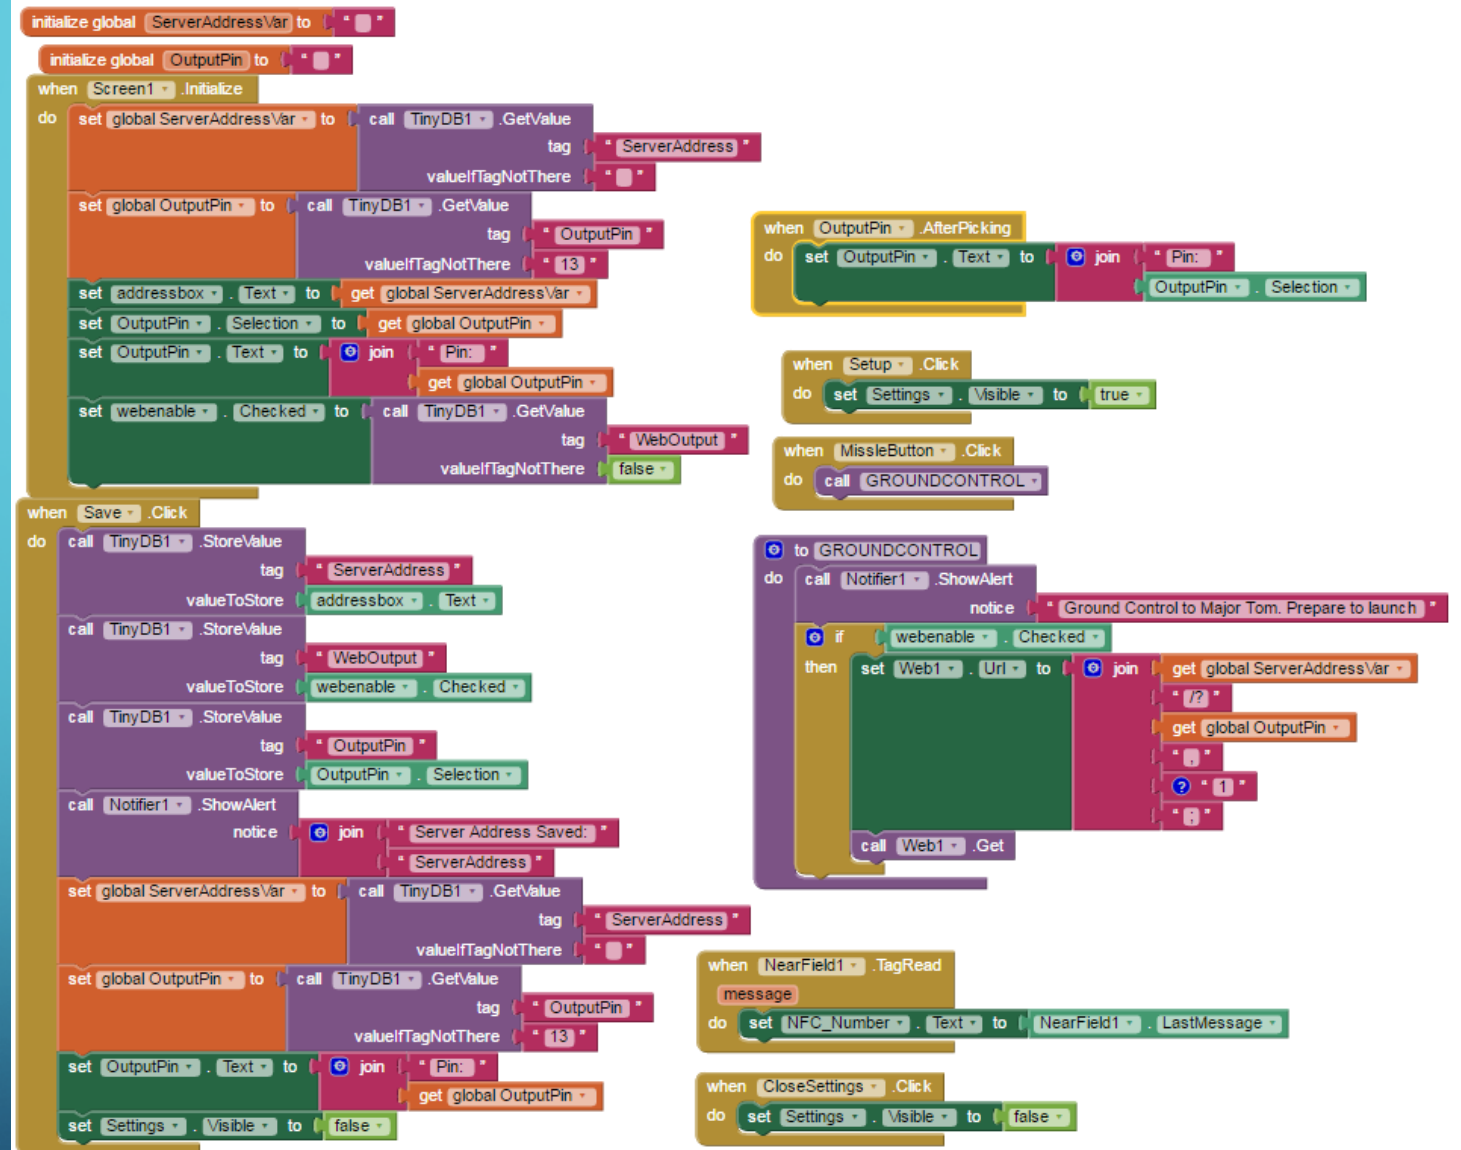 initialize global ServerAddressVar to " "
initialize global OutputPin to " "
when Screen1 .Initialize
do set global ServerAddressVar to call TinyDB1 .GetValue
tag " ServerAddress "
valueIfTagNotThere " "
set global OutputPin to call TinyDB1 .GetValue
tag " OutputPin "
valueIfTagNotThere " 13 "
set addressbox . Text to get global ServerAddressVar
set OutputPin . Selection to get global OutputPin
set OutputPin . Text to join " Pin: "
get global OutputPin
set webenable . Checked to call TinyDB1 .GetValue
tag " WebOutput "
valueIfTagNotThere false
when Save .Click
do call TinyDB1 .StoreValue
tag " ServerAddress "
valueToStore addressbox . Text
call TinyDB1 .StoreValue
tag " WebOutput "
valueToStore webenable . Checked
call TinyDB1 .StoreValue
tag " OutputPin "
valueToStore OutputPin . Selection
call Notifier1 .ShowAlert
notice join " Server Address Saved: "
" ServerAddress "
set global ServerAddressVar to call TinyDB1 .GetValue
tag " ServerAddress "
valueIfTagNotThere " "
set global OutputPin to call TinyDB1 .GetValue
tag " OutputPin "
valueIfTagNotThere " 13 "
set OutputPin . Text to join " Pin: "
get global OutputPin
set Settings . Visible to false
when OutputPin .AfterPicking
do set OutputPin . Text to join " Pin: "
OutputPin . Selection
when Setup .Click
do set Settings . Visible to true
when MissleButton .Click
do call GROUNDCONTROL
to GROUNDCONTROL
do call Notifier1 .ShowAlert
notice " Ground Control to Major Tom. Prepare to launch "
if webenable . Checked
then set Web1 . Url to join get global ServerAddressVar
" /? "
get global OutputPin
" , "
? " 1 "
" ; "
call Web1 .Get
when NearField1 .TagRead
message
do set NFC_Number . Text to NearField1 . LastMessage
when CloseSettings .Click
do set Settings . Visible to false